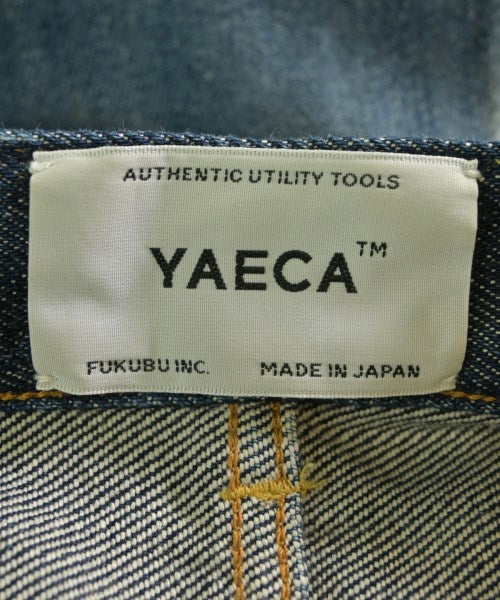 AUTHENTIC UTILITY TOOLS
YAECA™
FUKUBU INC. MADE IN JAPAN